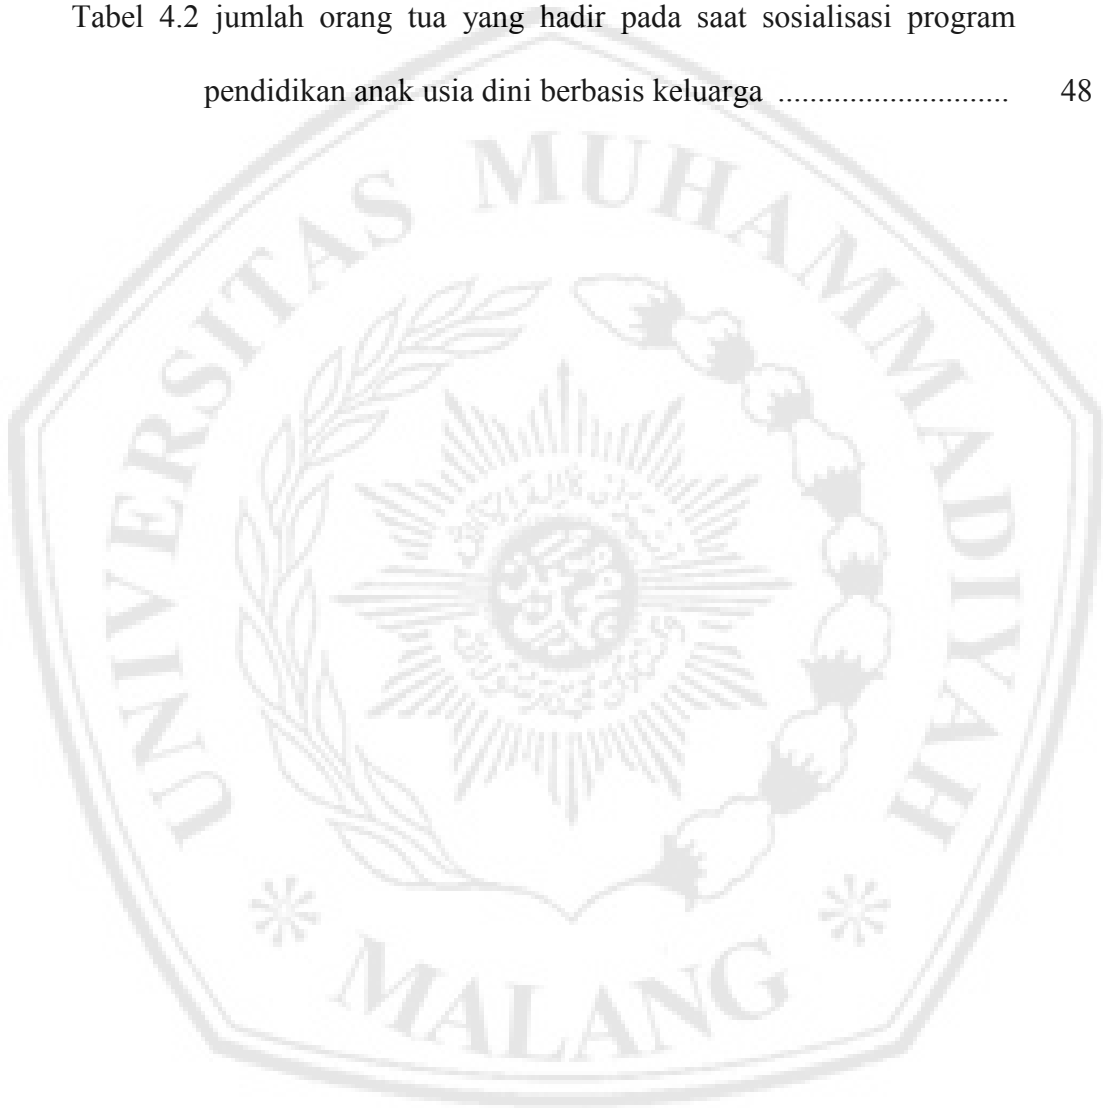 Tabel 4.2 jumlah orang tua yang hadir pada saat sosialisasi program
pendidikan anak usia dini berbasis keluarga ............................. 48
UNIVERSITAS MUHAMMADIYAH
MALANG